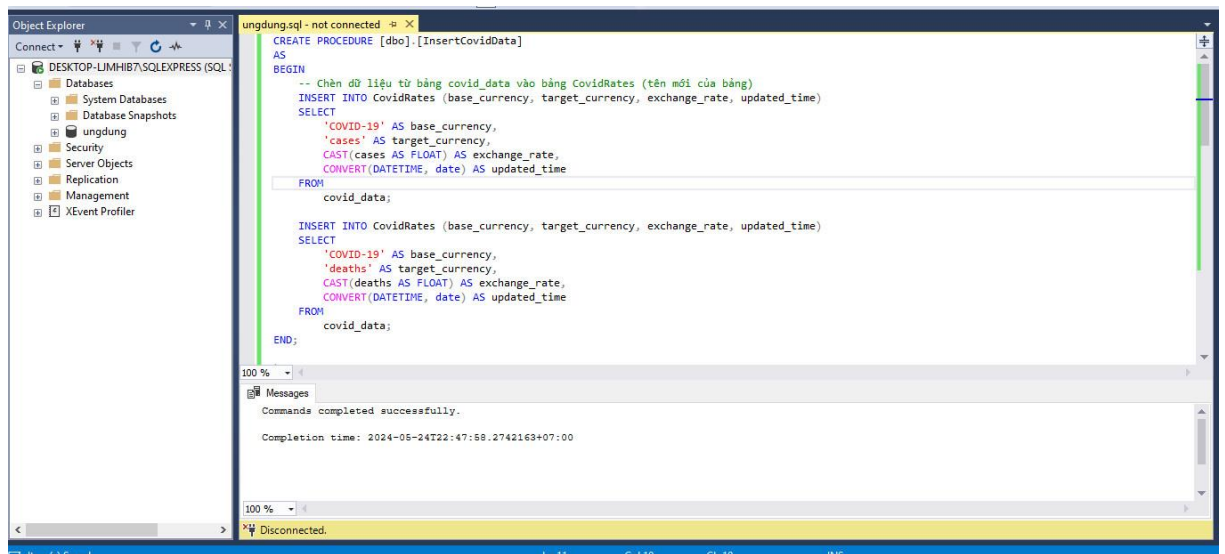 Object Explorer
Connect
DESKTOP-LJMHIB7\SQLEXPRESS (SQL S
Databases
System Databases
Database Snapshots
ungdung
Security
Server Objects
Replication
Management
XEvent Profiler
ungdung.sql - not connected
CREATE PROCEDURE [dbo].[InsertCovidData]
AS
BEGIN
-- Chèn dữ liệu từ bảng covid_data vào bảng CovidRates (tên mới của bảng)
INSERT INTO CovidRates (base_currency, target_currency, exchange_rate, updated_time)
SELECT
'COVID-19' AS base_currency,
'cases' AS target_currency,
CAST(cases AS FLOAT) AS exchange_rate,
CONVERT(DATETIME, date) AS updated_time
FROM
covid_data;
INSERT INTO CovidRates (base_currency, target_currency, exchange_rate, updated_time)
SELECT
'COVID-19' AS base_currency,
'deaths' AS target_currency,
CAST(deaths AS FLOAT) AS exchange_rate,
CONVERT(DATETIME, date) AS updated_time
FROM
covid_data;
END;
100 %
Messages
Commands completed successfully.
Completion time: 2024-05-24T22:47:58.2742163+07:00
100 %
Disconnected.